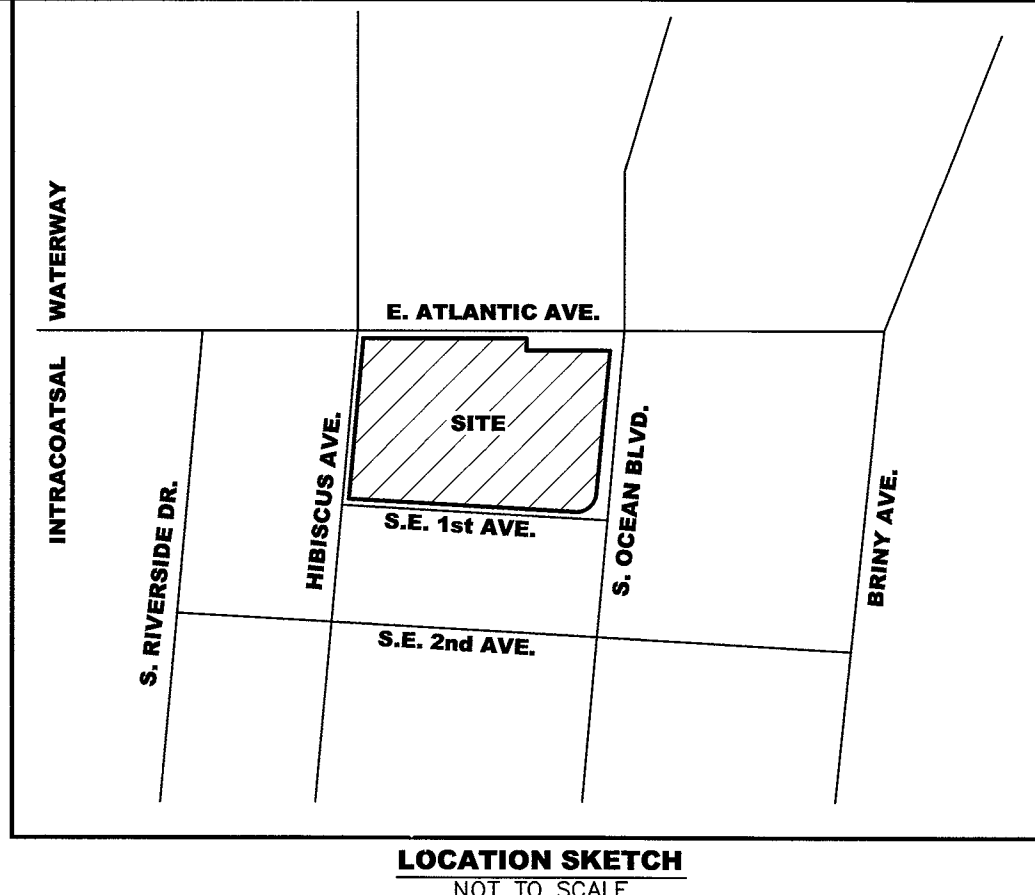 WATERWAY
INTRACOATSAL
E. ATLANTIC AVE.
SITE
HIBISCUS AVE.
S. OCEAN BLVD.
S.E. 1st AVE.
S. RIVERSIDE DR.
BRINY AVE.
S.E. 2nd AVE.
LOCATION SKETCH
NOT TO SCALE